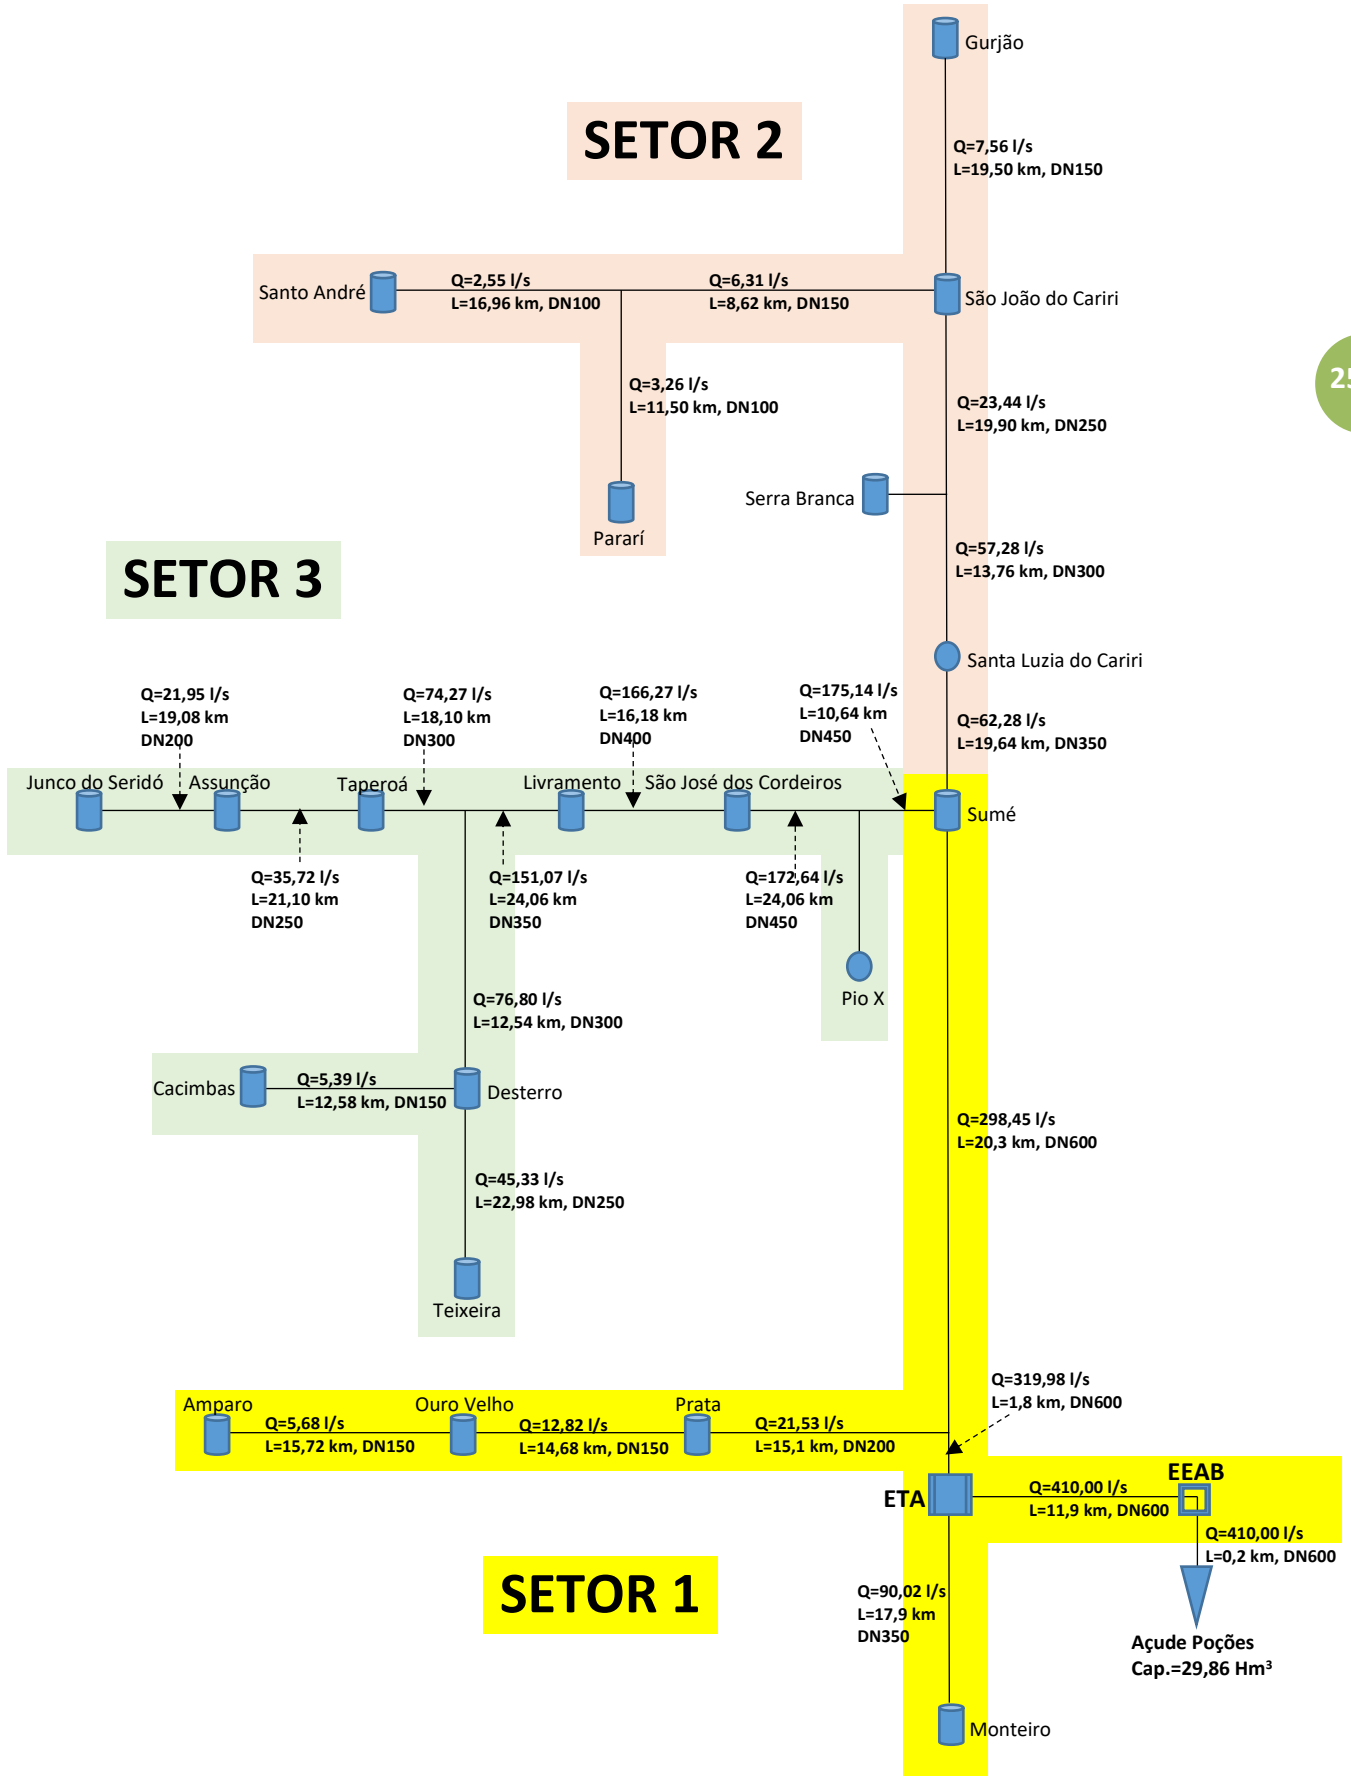 Gurjão
SETOR 2
Q=7,56 l/s
L=19,50 km, DN150
Santo André
Q=2,55 l/s
L=16,96 km, DN100
Q=6,31 l/s
L=8,62 km, DN150
São João do Cariri
Q=3,26 l/s
L=11,50 km, DN100
25
Q=23,44 l/s
L=19,90 km, DN250
Serra Branca
Pararí
Q=57,28 l/s
L=13,76 km, DN300
SETOR 3
Santa Luzia do Cariri
Q=21,95 l/s
L=19,08 km
DN200
Q=74,27 l/s
L=18,10 km
DN300
Q=166,27 l/s
L=16,18 km
DN400
Q=175,14 l/s
L=10,64 km
DN450
Q=62,28 l/s
L=19,64 km, DN350
Junco do Seridó
Assunção
Taperoá
Livramento
São José dos Cordeiros
Sumé
Q=35,72 l/s
L=21,10 km
DN250
Q=151,07 l/s
L=24,06 km
DN350
Q=172,64 l/s
L=24,06 km
DN450
Pio X
Q=76,80 l/s
L=12,54 km, DN300
Cacimbas
Q=5,39 l/s
L=12,58 km, DN150
Desterro
Q=298,45 l/s
L=20,3 km, DN600
Q=45,33 l/s
L=22,98 km, DN250
Teixeira
Q=319,98 l/s
L=1,8 km, DN600
Amparo
Q=5,68 l/s
L=15,72 km, DN150
Ouro Velho
Q=12,82 l/s
L=14,68 km, DN150
Prata
Q=21,53 l/s
L=15,1 km, DN200
ETA
Q=410,00 l/s
L=11,9 km, DN600
EEAB
Q=410,00 l/s
L=0,2 km, DN600
SETOR 1
Q=90,02 l/s
L=17,9 km
DN350
Açude Poções
Cap.=29,86 Hm³
Monteiro